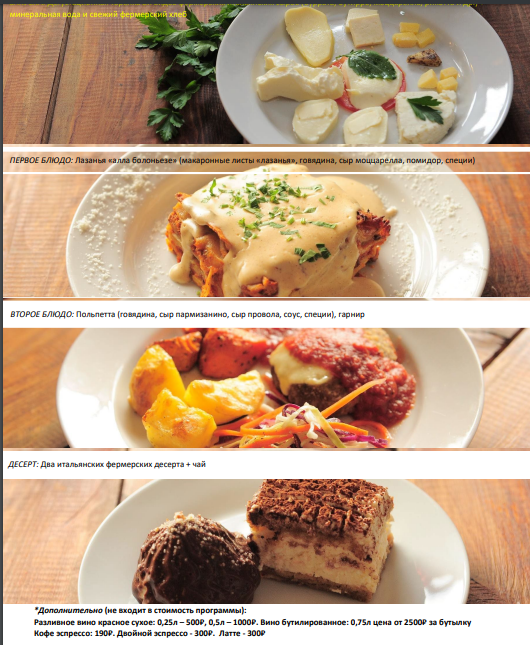 минеральная вода и свежий фермерский хлеб
ПЕРВОЕ БЛЮДО: Лазанья «алла болоньезе» (макаронные листы «лазанья», говядина, сыр моццарелла, помидор, специи)
ВТОРОЕ БЛЮДО: Польпетта (говядина, сыр пармизанино, сыр провола, соус, специи), гарнир
ДЕСЕРТ: Два итальянских фермерских десерта + чай
*Дополнительно (не входит в стоимость программы):
Разливное вино красное сухое: 0,25л – 500₽, 0,5л – 1000₽. Вино бутилированное: 0,75л цена от 2500₽ за бутылку
Кофе эспрессо: 190₽. Двойной эспрессо - 300₽. Латте - 300₽